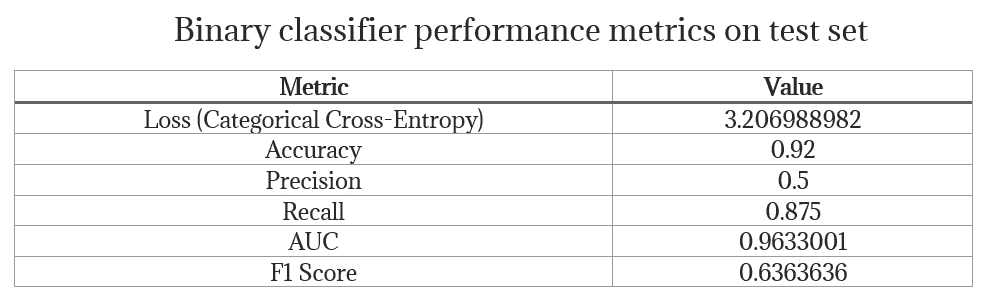 Binary classifier performance metrics on test set
Metric Value
Loss (Categorical Cross-Entropy) 3.206988982
Accuracy 0.92
Precision 0.5
Recall 0.875
AUC 0.9633001
F1 Score 0.6363636